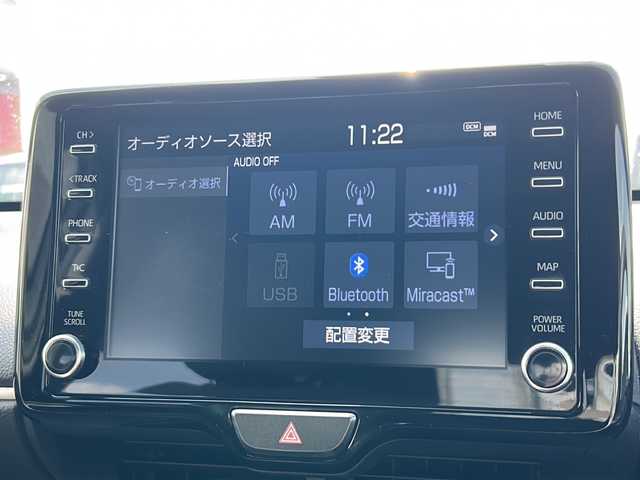 CH >
< TRACK
PHONE
T/C
TUNE
SCROLL
オーディオソース選択
11:22
DCM
DCM
AUDIO OFF
オーディオ選択
AM
FM
交通情報
USB
Bluetooth
Miracast™
配置変更
HOME
MENU
AUDIO
MAP
POWER
VOLUME